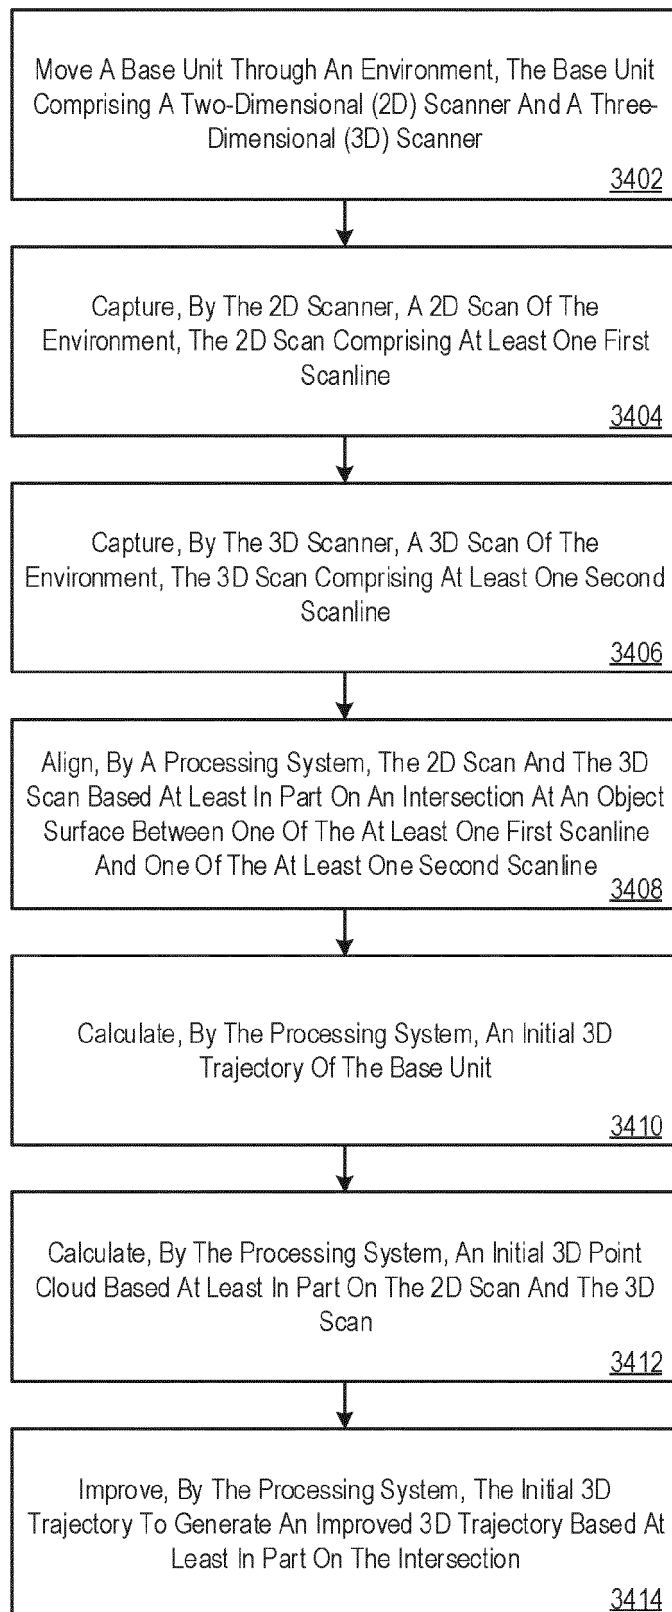 Move A Base Unit Through An Environment, The Base Unit
Comprising A Two-Dimensional (2D) Scanner And A Three-
Dimensional (3D) Scanner
3402
Capture, By The 2D Scanner, A 2D Scan Of The
Environment, The 2D Scan Comprising At Least One First
Scanline
3404
Capture, By The 3D Scanner, A 3D Scan Of The
Environment, The 3D Scan Comprising At Least One Second
Scanline
3406
Align, By A Processing System, The 2D Scan And The 3D
Scan Based At Least In Part On An Intersection At An Object
Surface Between One Of The At Least One First Scanline
And One Of The At Least One Second Scanline
3408
Calculate, By The Processing System, An Initial 3D
Trajectory Of The Base Unit
3410
Calculate, By The Processing System, An Initial 3D Point
Cloud Based At Least In Part On The 2D Scan And The 3D
Scan
3412
Improve, By The Processing System, The Initial 3D
Trajectory To Generate An Improved 3D Trajectory Based At
Least In Part On The Intersection
3414